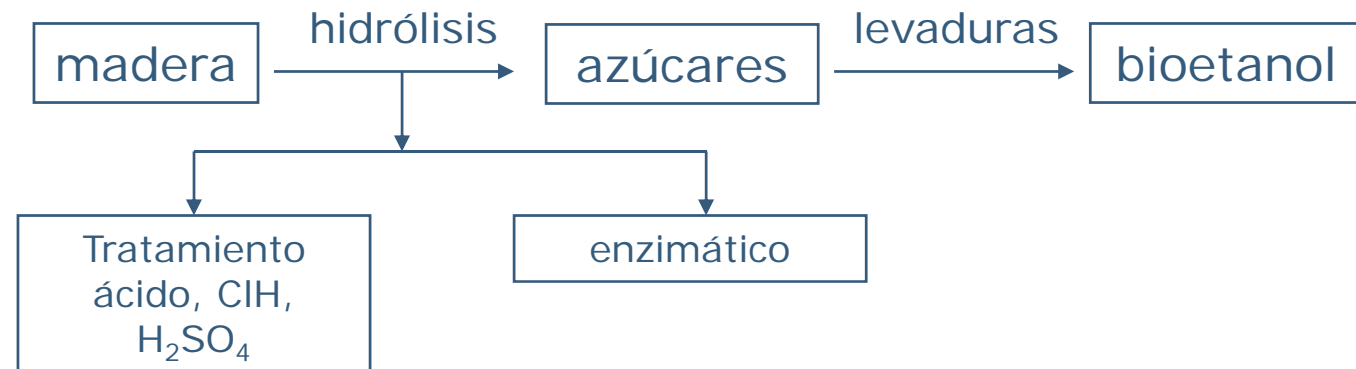 hidrólisis
levaduras
madera
azúcares
bioetanol
Tratamiento
ácido, ClH,
H₂SO₄
enzimático